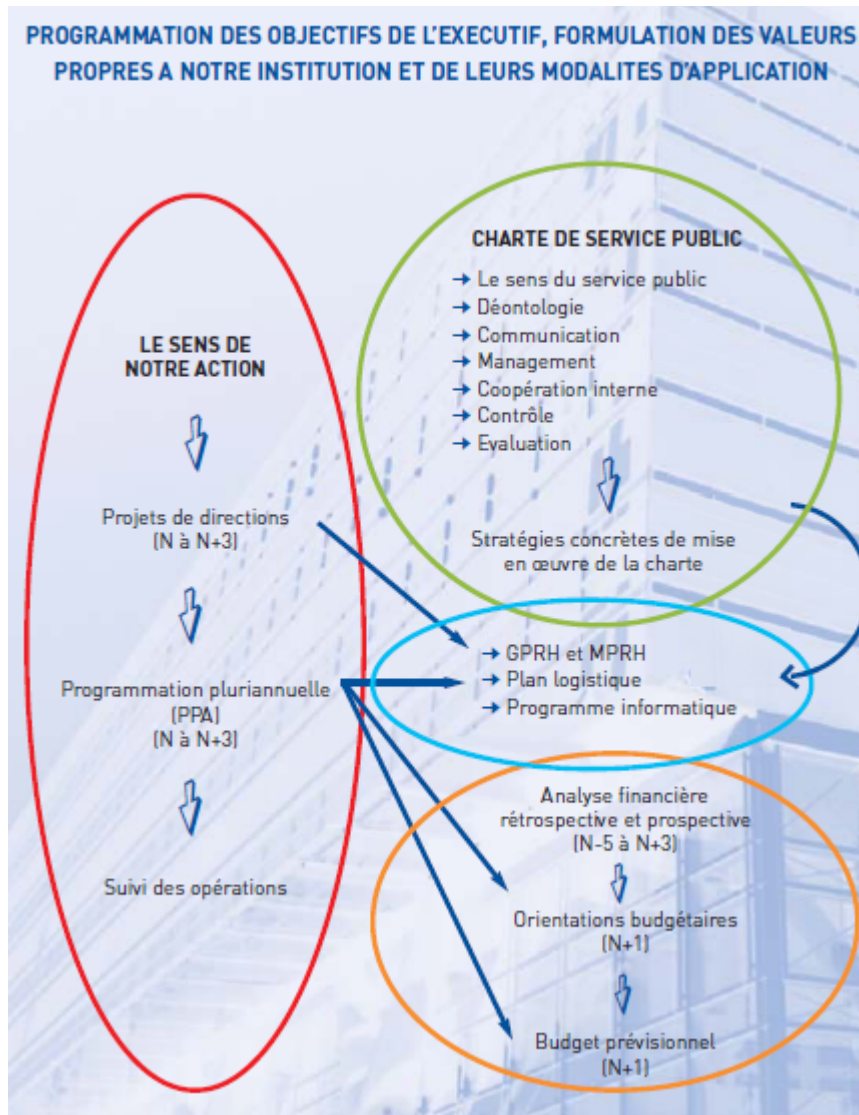 PROGRAMMATION DES OBJECTIFS DE L'EXECUTIF, FORMULATION DES VALEURS
PROPRES A NOTRE INSTITUTION ET DE LEURS MODALITES D'APPLICATION
LE SENS DE
NOTRE ACTION
Projets de directions
(N à N+3)
Programmation pluriannuelle
(PPA)
(N à N+3)
Suivi des opérations
CHARTE DE SERVICE PUBLIC
→ Le sens du service public
→ Déontologie
→ Communication
→ Management
→ Coopération interne
→ Contrôle
→ Evaluation
Stratégies concrètes de mise
en œuvre de la charte
→ GPRH et MPRH
→ Plan logistique
→ Programme informatique
Analyse financière
rétrospective et prospective
(N-5 à N+3)
Orientations budgétaires
(N+1)
Budget prévisionnel
(N+1)